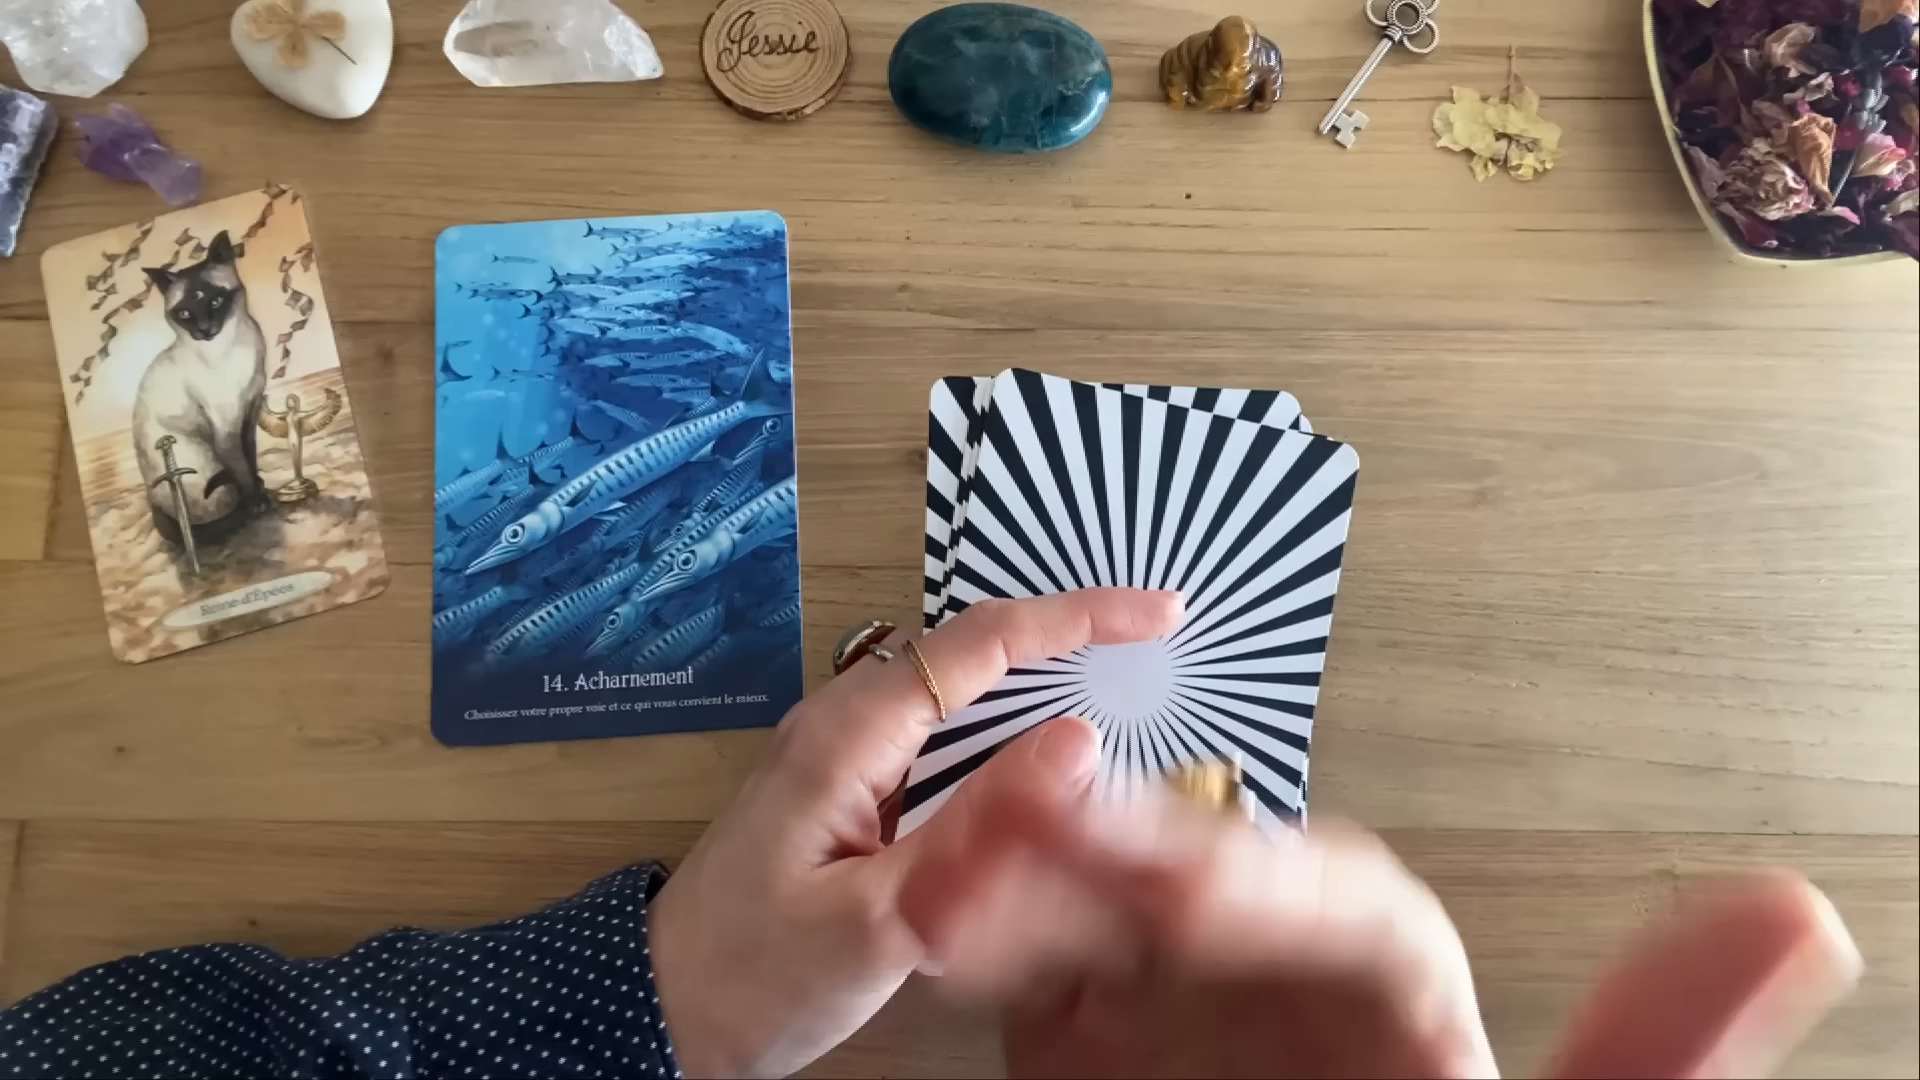 Jessie
Reine d'Épées
14. Acharnement
Choisissez votre propre voie et ce qui vous convient le mieux.